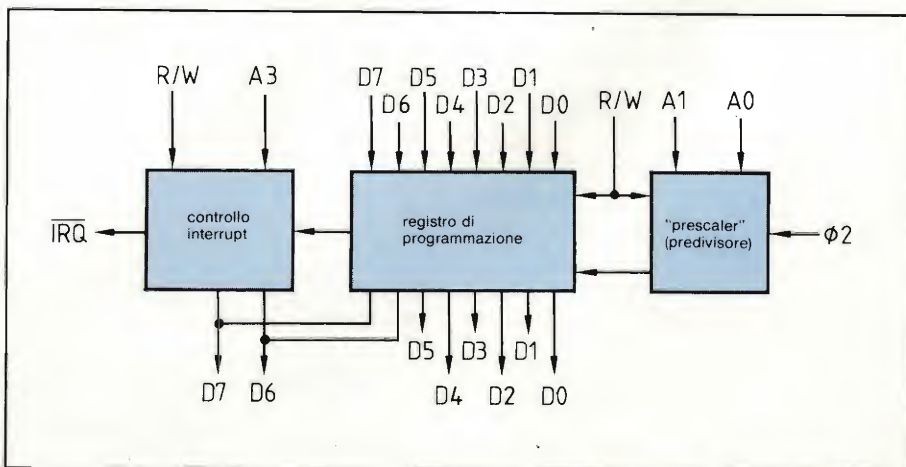 R/W A3 D7 D5 D3 D1
D6 D4 D2 D0 R/W A1 A0
controllo
interrupt
registro di
programmazione
"prescaler"
(predivisore)
IRQ
ϕ2
D5 D3 D1
D7 D6 D4 D2 D0